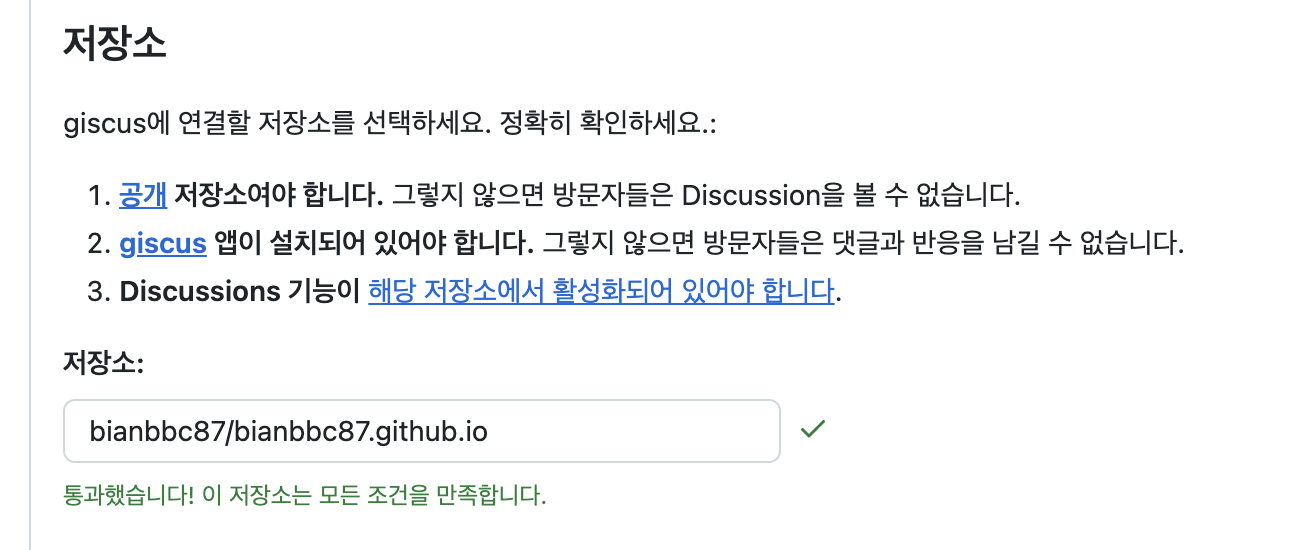 저장소
giscus에 연결할 저장소를 선택하세요. 정확히 확인하세요.:
1. 공개 저장소여야 합니다. 그렇지 않으면 방문자들은 Discussion을 볼 수 없습니다.
2. giscus 앱이 설치되어 있어야 합니다. 그렇지 않으면 방문자들은 댓글과 반응을 남길 수 없습니다.
3. Discussions 기능이 해당 저장소에서 활성화되어 있어야 합니다.
저장소:
bianbbc87/bianbbc87.github.io
통과했습니다! 이 저장소는 모든 조건을 만족합니다.